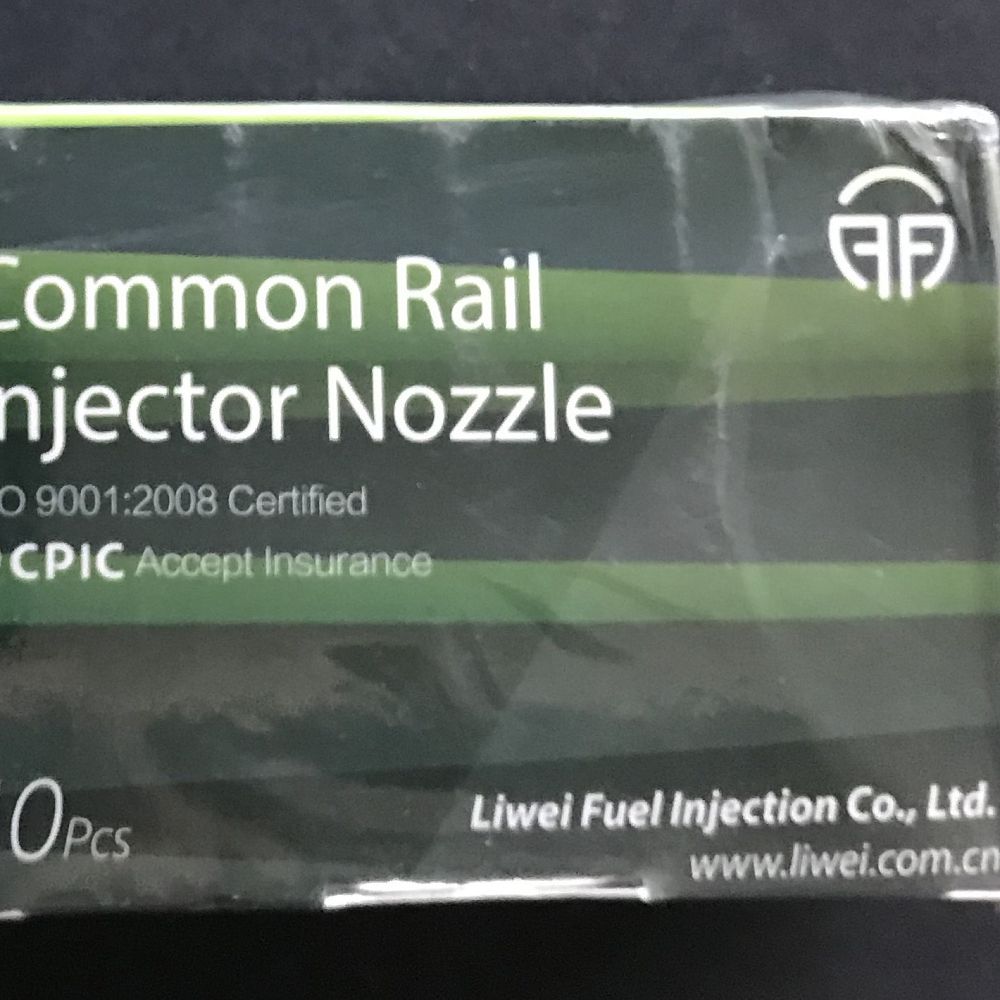 Common Rail
njector Nozzle
O 9001:2008 Certified
CPIC Accept Insurance
0Pcs
Liwei Fuel Injection Co., Ltd.
www.liwei.com.cn